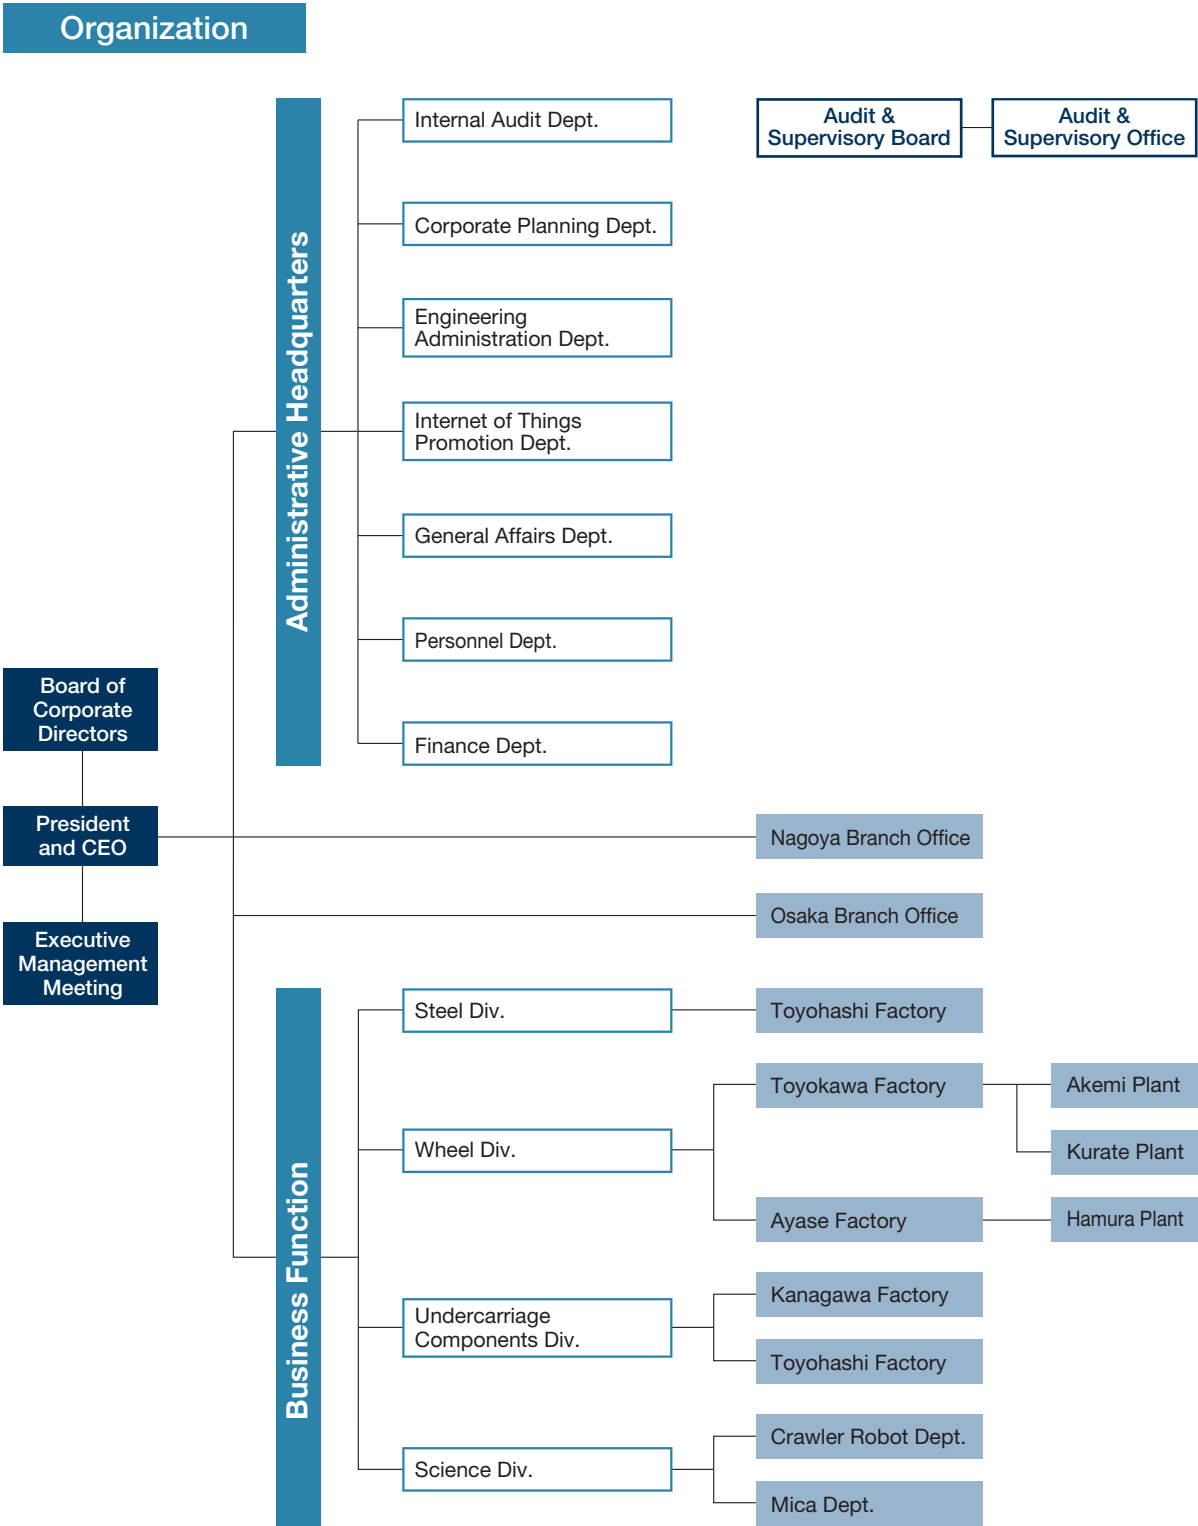 Organization
Administrative Headquarters
Internal Audit Dept.
Corporate Planning Dept.
Engineering
Administration Dept.
Internet of Things
Promotion Dept.
General Affairs Dept.
Personnel Dept.
Finance Dept.
Audit &
Supervisory Board
Audit &
Supervisory Office
Board of
Corporate
Directors
President
and CEO
Executive
Management
Meeting
Nagoya Branch Office
Osaka Branch Office
Business Function
Steel Div.
Toyohashi Factory
Wheel Div.
Toyokawa Factory
Akemi Plant
Kurate Plant
Ayase Factory
Hamura Plant
Undercarriage
Components Div.
Kanagawa Factory
Toyohashi Factory
Science Div.
Crawler Robot Dept.
Mica Dept.